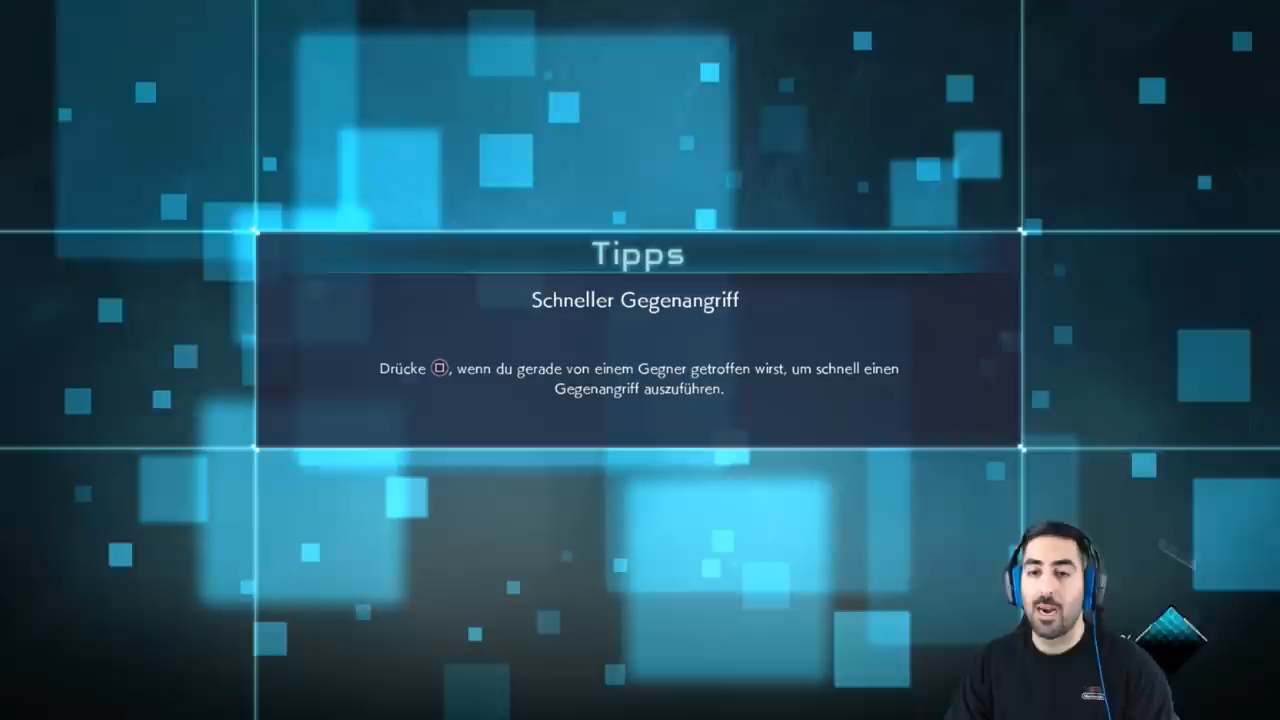 Tipps
Schneller Gegenangriff
Drücke , wenn du gerade von einem Gegner getroffen wirst, um schnell einen
Gegenangriff auszuführen.